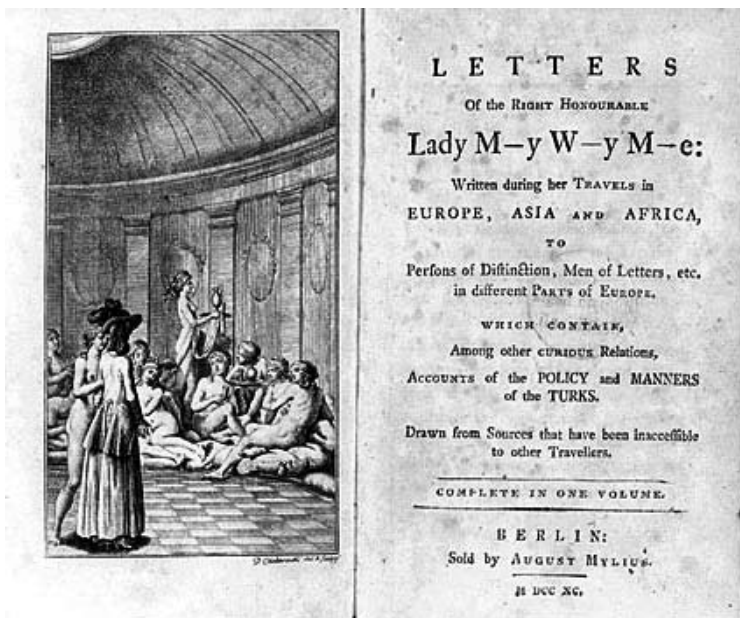 LETTERS
Of the RIGHT HONOURABLE
Lady M—y W—y M—e:
Written during her TRAVELS in
EUROPE, ASIA AND AFRICA,
TO
Perſons of Diſtinction, Men of Letters, etc.
in different PARTS of EUROPE.
WHICH CONTAIN,
Among other CURIOUS Relations,
ACCOUNTS of the POLICY and MANNERS
of the TURKS.
Drawn from Sources that have been inacceſſible
to other Travellers.
COMPLETE IN ONE VOLUME.
BERLIN:
Sold by AUGUST MYLIUS.
M DCC XC.